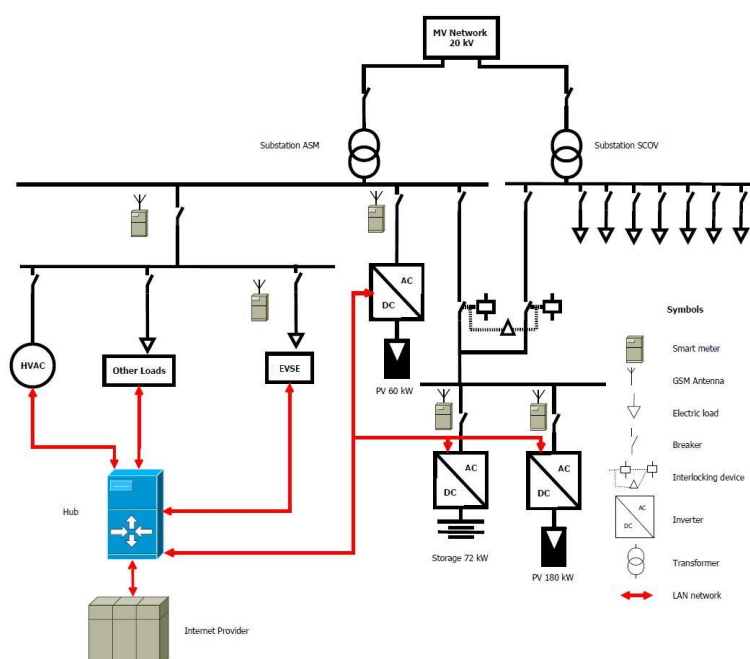 MV Network
20 kV
Substation ASM
Substation SCOV
AC
DC
HVAC
Other Loads
EVSE
PV 60 kW
AC
DC
AC
DC
Hub
Storage 72 kW
PV 180 kW
Internet Provider
Symbols
Smart meter
GSM Antenna
Electric load
Breaker
Interlocking device
AC
DC
Inverter
Transformer
LAN network